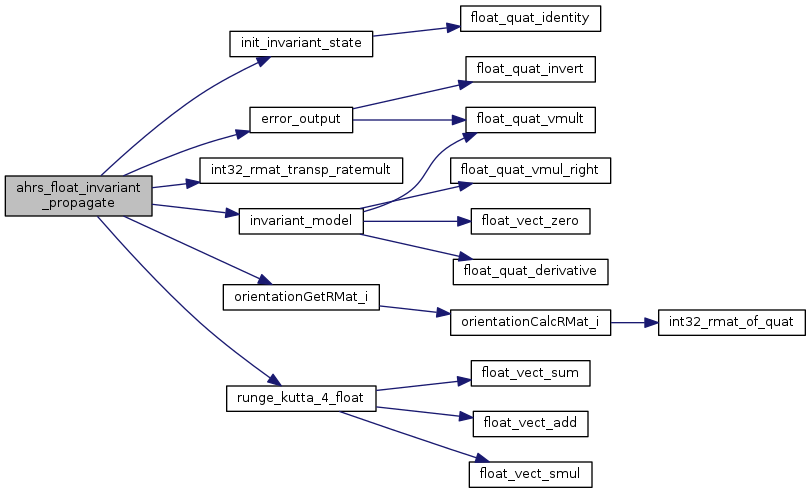 float_quat_identity
init_invariant_state
float_quat_invert
error_output
float_quat_vmult
int32_rmat_transp_ratemult
float_quat_vmul_right
ahrs_float_invariant
_propagate
invariant_model
float_vect_zero
float_quat_derivative
orientationGetRMat_i
orientationCalcRMat_i
int32_rmat_of_quat
float_vect_sum
runge_kutta_4_float
float_vect_add
float_vect_smul